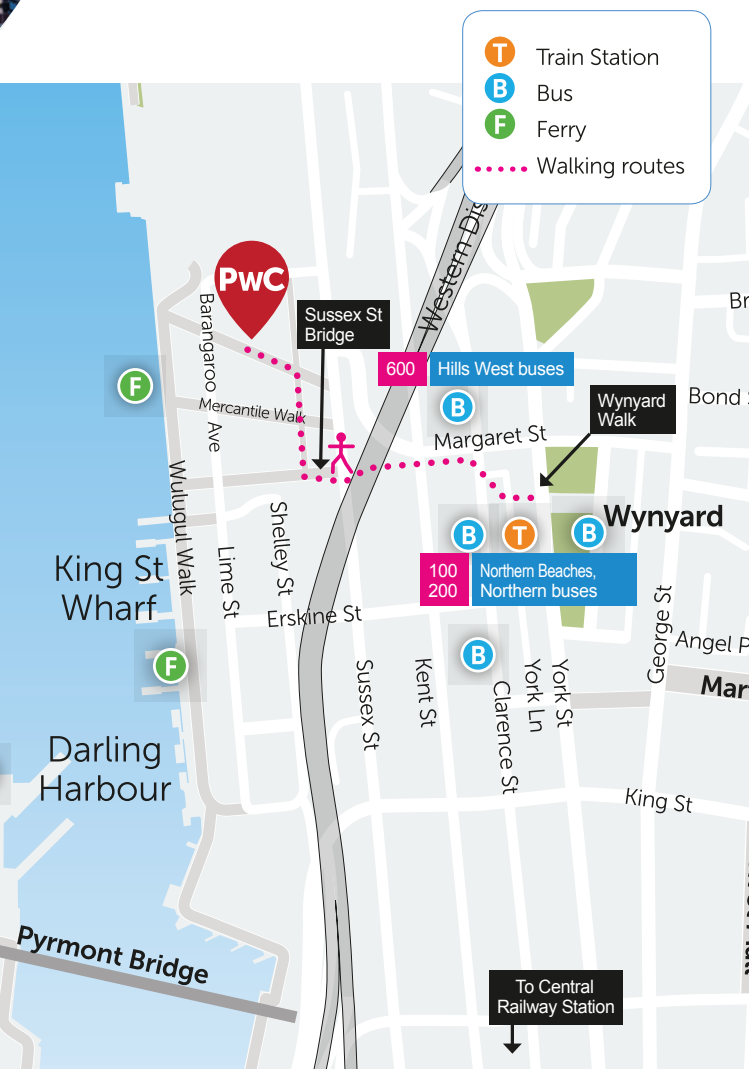 T Train Station
B Bus
F Ferry
Walking routes
Western Dis
PwC
Barangaroo Ave
Sussex St
Bridge
600 Hills West buses
F
B
Wynyard
Walk
Bond
Br
Mercantile Walk
Margaret St
Wulugul Walk
Shelley St
B
T
B
Wynyard
King St
Wharf
Lime St
100
200
Northern Beaches,
Northern buses
Erskine St
George St
Angel P
F
B
Sussex St
Kent St
Clarence St
York Ln
York St
Mar
Darling
Harbour
King St
Pyrmont Bridge
To Central
Railway Station